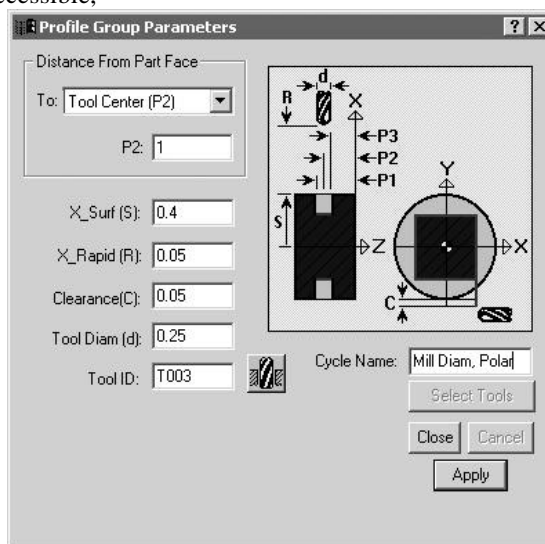 ccessible,
Profile Group Parameters
Distance From Part Face
To: Tool Center (P2)
P2: 1
X_Surf (S): 0.4
X_Rapid (R): 0.05
Clearance(C): 0.05
Tool Diam (d): 0.25
Tool ID: T003
d
R
X
P3
P2
P1
S
Z
Y
X
C
Cycle Name: Mill Diam, Polar
Select Tools
Close Cancel
Apply